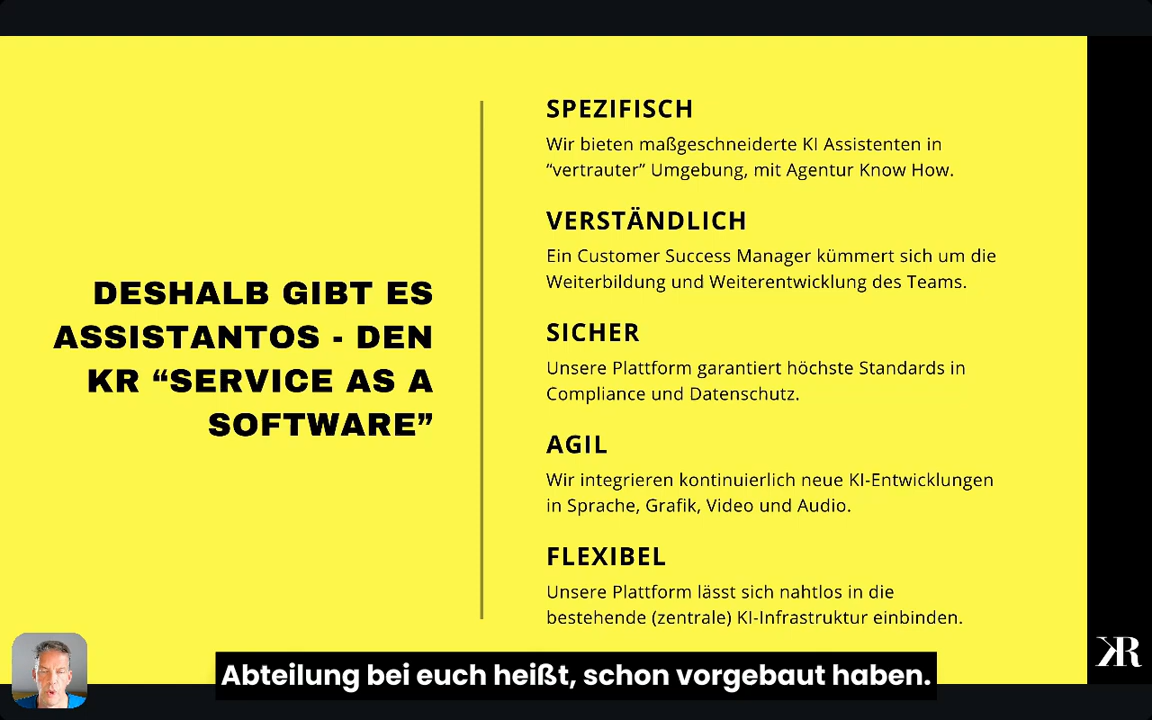 DESHALB GIBT ES
ASSISTANTOS - DEN
KR “SERVICE AS A
SOFTWARE”
SPEZIFISCH
Wir bieten maßgeschneiderte KI Assistenten in
“vertrauter” Umgebung, mit Agentur Know How.
VERSTÄNDLICH
Ein Customer Success Manager kümmert sich um die
Weiterbildung und Weiterentwicklung des Teams.
SICHER
Unsere Plattform garantiert höchste Standards in
Compliance und Datenschutz.
AGIL
Wir integrieren kontinuierlich neue KI-Entwicklungen
in Sprache, Grafik, Video und Audio.
FLEXIBEL
Unsere Plattform lässt sich nahtlos in die
bestehende (zentrale) KI-Infrastruktur einbinden.
KR
Abteilung bei euch heißt, schon vorgebaut haben.